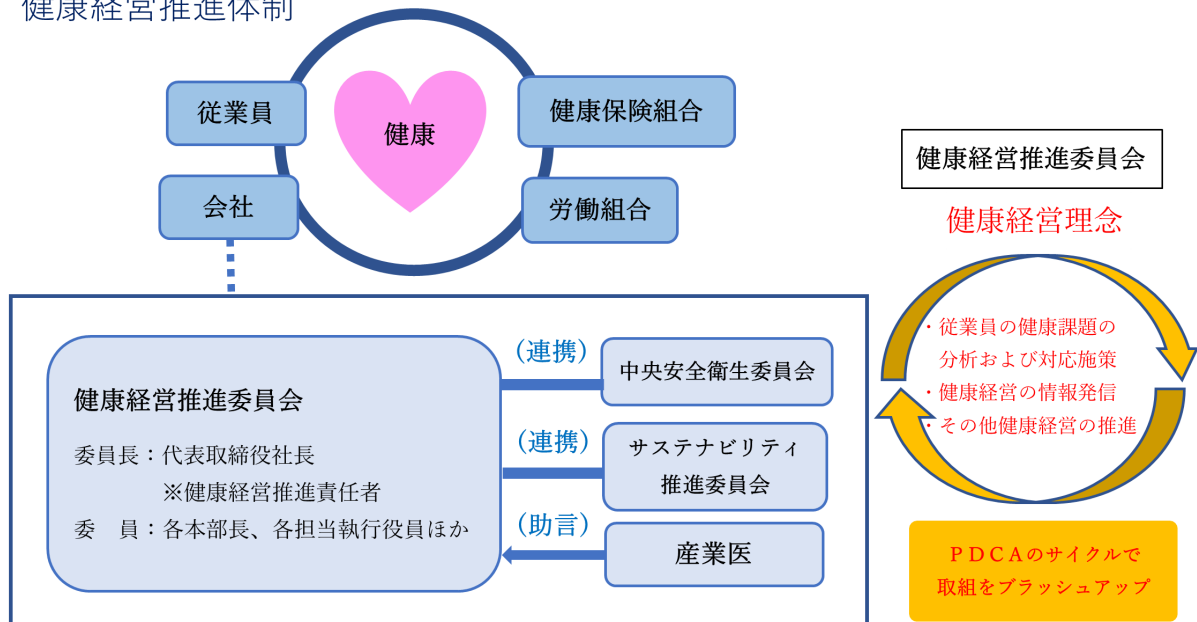 健康経営推進体制
従業員
健康
健康保険組合
会社
労働組合
健康経営推進委員会
委員長：代表取締役社長
※健康経営推進責任者
委　員：各本部長、各担当執行役員ほか
（連携）
中央安全衛生委員会
（連携）
サステナビリティ
推進委員会
（助言）
産業医
健康経営推進委員会
健康経営理念
・従業員の健康課題の
分析および対応施策
・健康経営の情報発信
・その他健康経営の推進
ＰＤＣＡのサイクルで
取組をブラッシュアップ